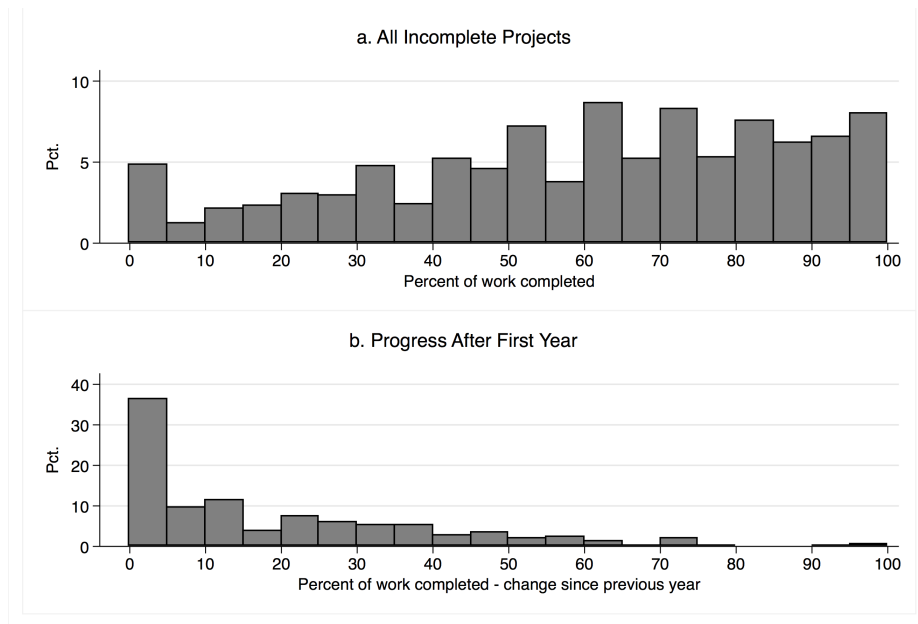 a. All Incomplete Projects
Pct.
10
5
0
0 10 20 30 40 50 60 70 80 90 100
Percent of work completed
b. Progress After First Year
Pct.
40
30
20
10
0
0 10 20 30 40 50 60 70 80 90 100
Percent of work completed - change since previous year